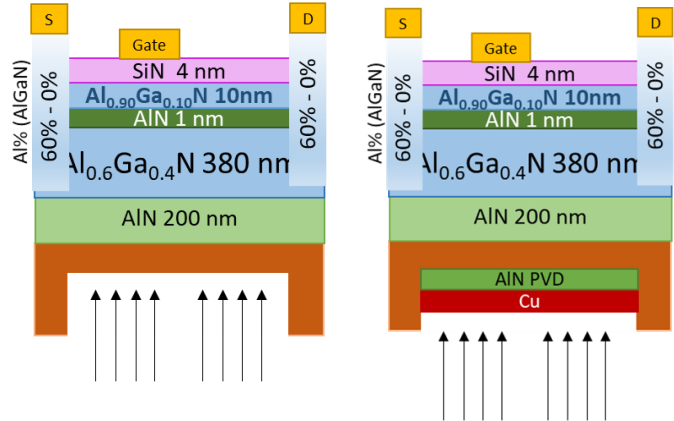 S
D
Gate
SiN 4 nm
Al0.90Ga0.10N 10nm
AlN 1 nm
Al0.6Ga0.4N 380 nm
AlN 200 nm
Al% (AlGaN)
60% - 0%
60% - 0%
S
D
Gate
SiN 4 nm
Al0.90Ga0.10N 10nm
AlN 1 nm
Al0.6Ga0.4N 380 nm
AlN 200 nm
AlN PVD
Cu
Al% (AlGaN)
60% - 0%
60% - 0%